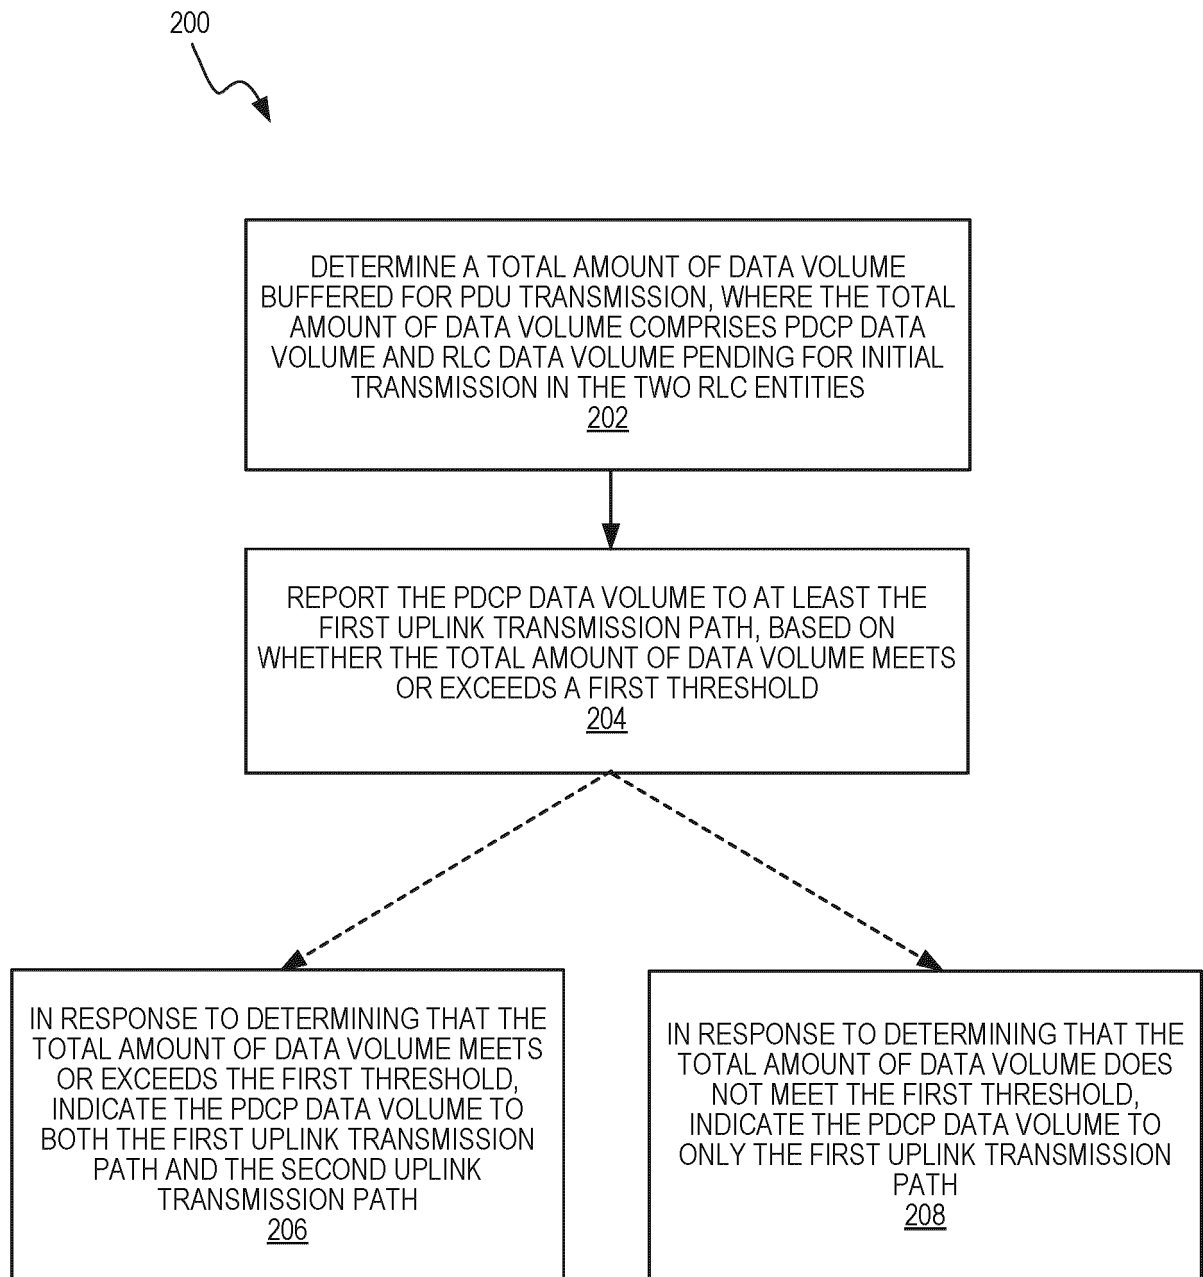 200
DETERMINE A TOTAL AMOUNT OF DATA VOLUME
BUFFERED FOR PDU TRANSMISSION, WHERE THE TOTAL
AMOUNT OF DATA VOLUME COMPRISES PDCP DATA
VOLUME AND RLC DATA VOLUME PENDING FOR INITIAL
TRANSMISSION IN THE TWO RLC ENTITIES
202
REPORT THE PDCP DATA VOLUME TO AT LEAST THE
FIRST UPLINK TRANSMISSION PATH, BASED ON
WHETHER THE TOTAL AMOUNT OF DATA VOLUME MEETS
OR EXCEEDS A FIRST THRESHOLD
204
IN RESPONSE TO DETERMINING THAT THE
TOTAL AMOUNT OF DATA VOLUME MEETS
OR EXCEEDS THE FIRST THRESHOLD,
INDICATE THE PDCP DATA VOLUME TO
BOTH THE FIRST UPLINK TRANSMISSION
PATH AND THE SECOND UPLINK
TRANSMISSION PATH
206
IN RESPONSE TO DETERMINING THAT THE
TOTAL AMOUNT OF DATA VOLUME DOES
NOT MEET THE FIRST THRESHOLD,
INDICATE THE PDCP DATA VOLUME TO
ONLY THE FIRST UPLINK TRANSMISSION
PATH
208